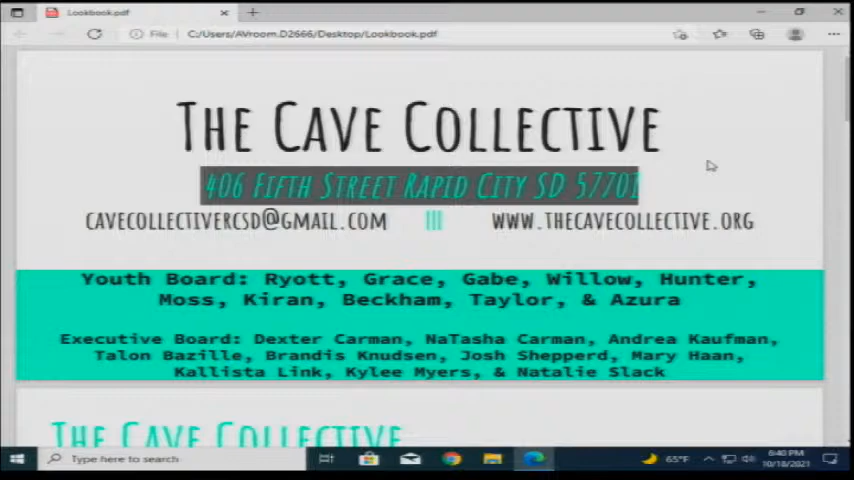 Lookbook.pdf
File
C:/Users/AVroom.D2666/Desktop/Lookbook.pdf
The Cave Collective
406 Fifth Street Rapid City SD 57701
cavecollectivercsd@gmail.com ||| www.thecavecollective.org
Youth Board: Ryott, Grace, Gabe, Willow, Hunter,
Moss, Kiran, Beckham, Taylor, & Azura
Executive Board: Dexter Carman, NaTasha Carman, Andrea Kaufman,
Talon Bazille, Brandis Knudsen, Josh Shepperd, Mary Haan,
Kallista Link, Kylee Myers, & Natalie Slack
The Cave Collective
Type here to search
65°F
6:40 PM
10/18/2021